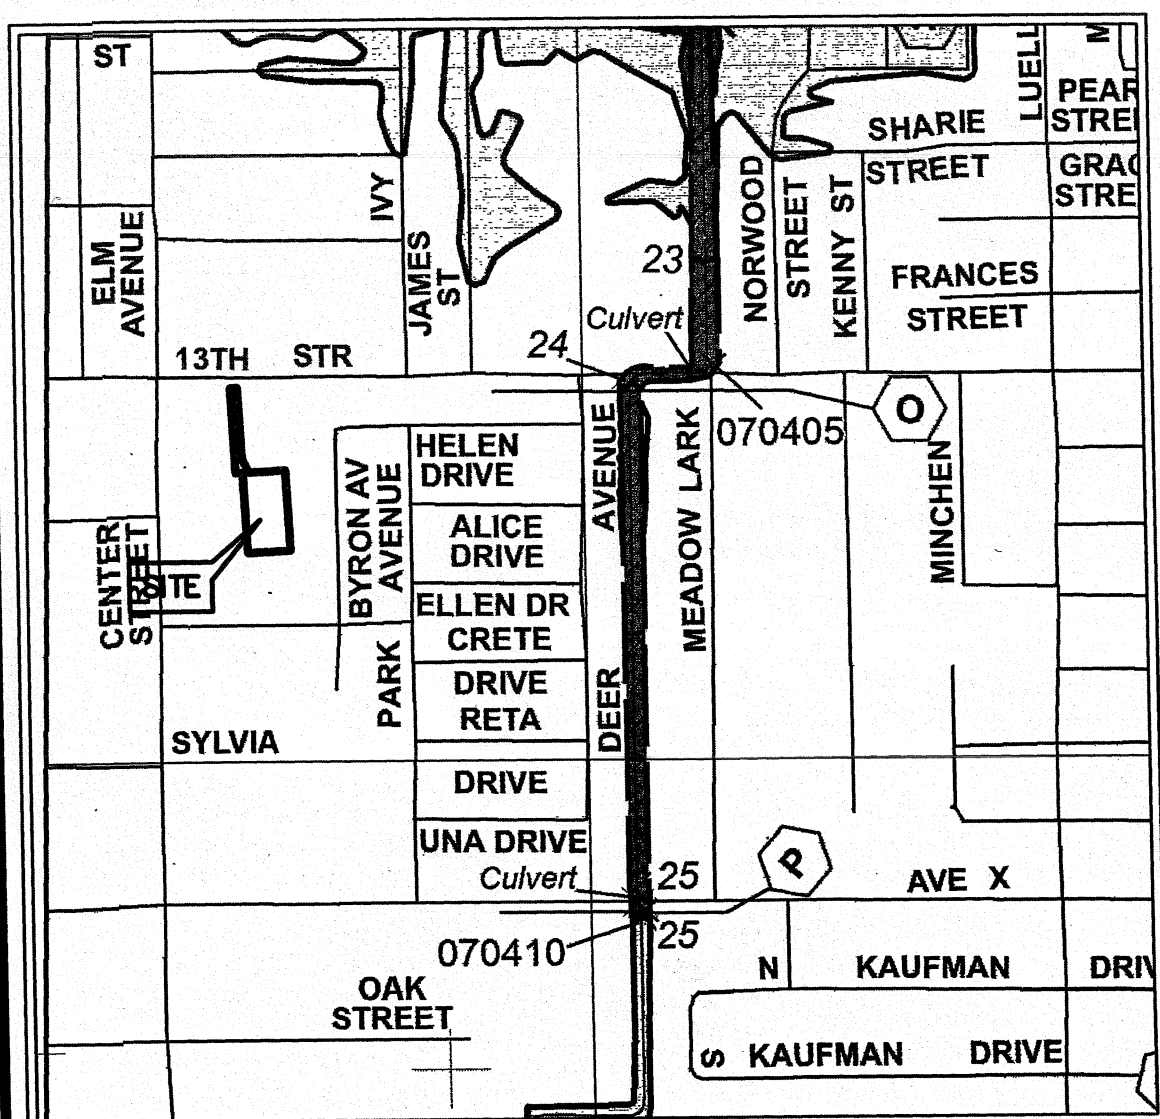 ST
LUELL
M
PEAR
STREE
SHARIE
STREET
GRAC
STRE
IVY
NORWOOD
STREET
KENNY ST
ELM
AVENUE
JAMES
ST
23
FRANCES
STREET
Culvert
24
13TH STR
O
070405
AVENUE
MEADOW LARK
MINCHEN
HELEN
DRIVE
BYRON AV
AVENUE
ALICE
DRIVE
CENTER
STREET
SITE
ELLEN DR
CRETE
PARK
DRIVE
RETA
DEER
SYLVIA
DRIVE
UNA DRIVE
P
Culvert
25
AVE X
25
070410
N KAUFMAN DRIV
OAK
STREET
S KAUFMAN DRIVE